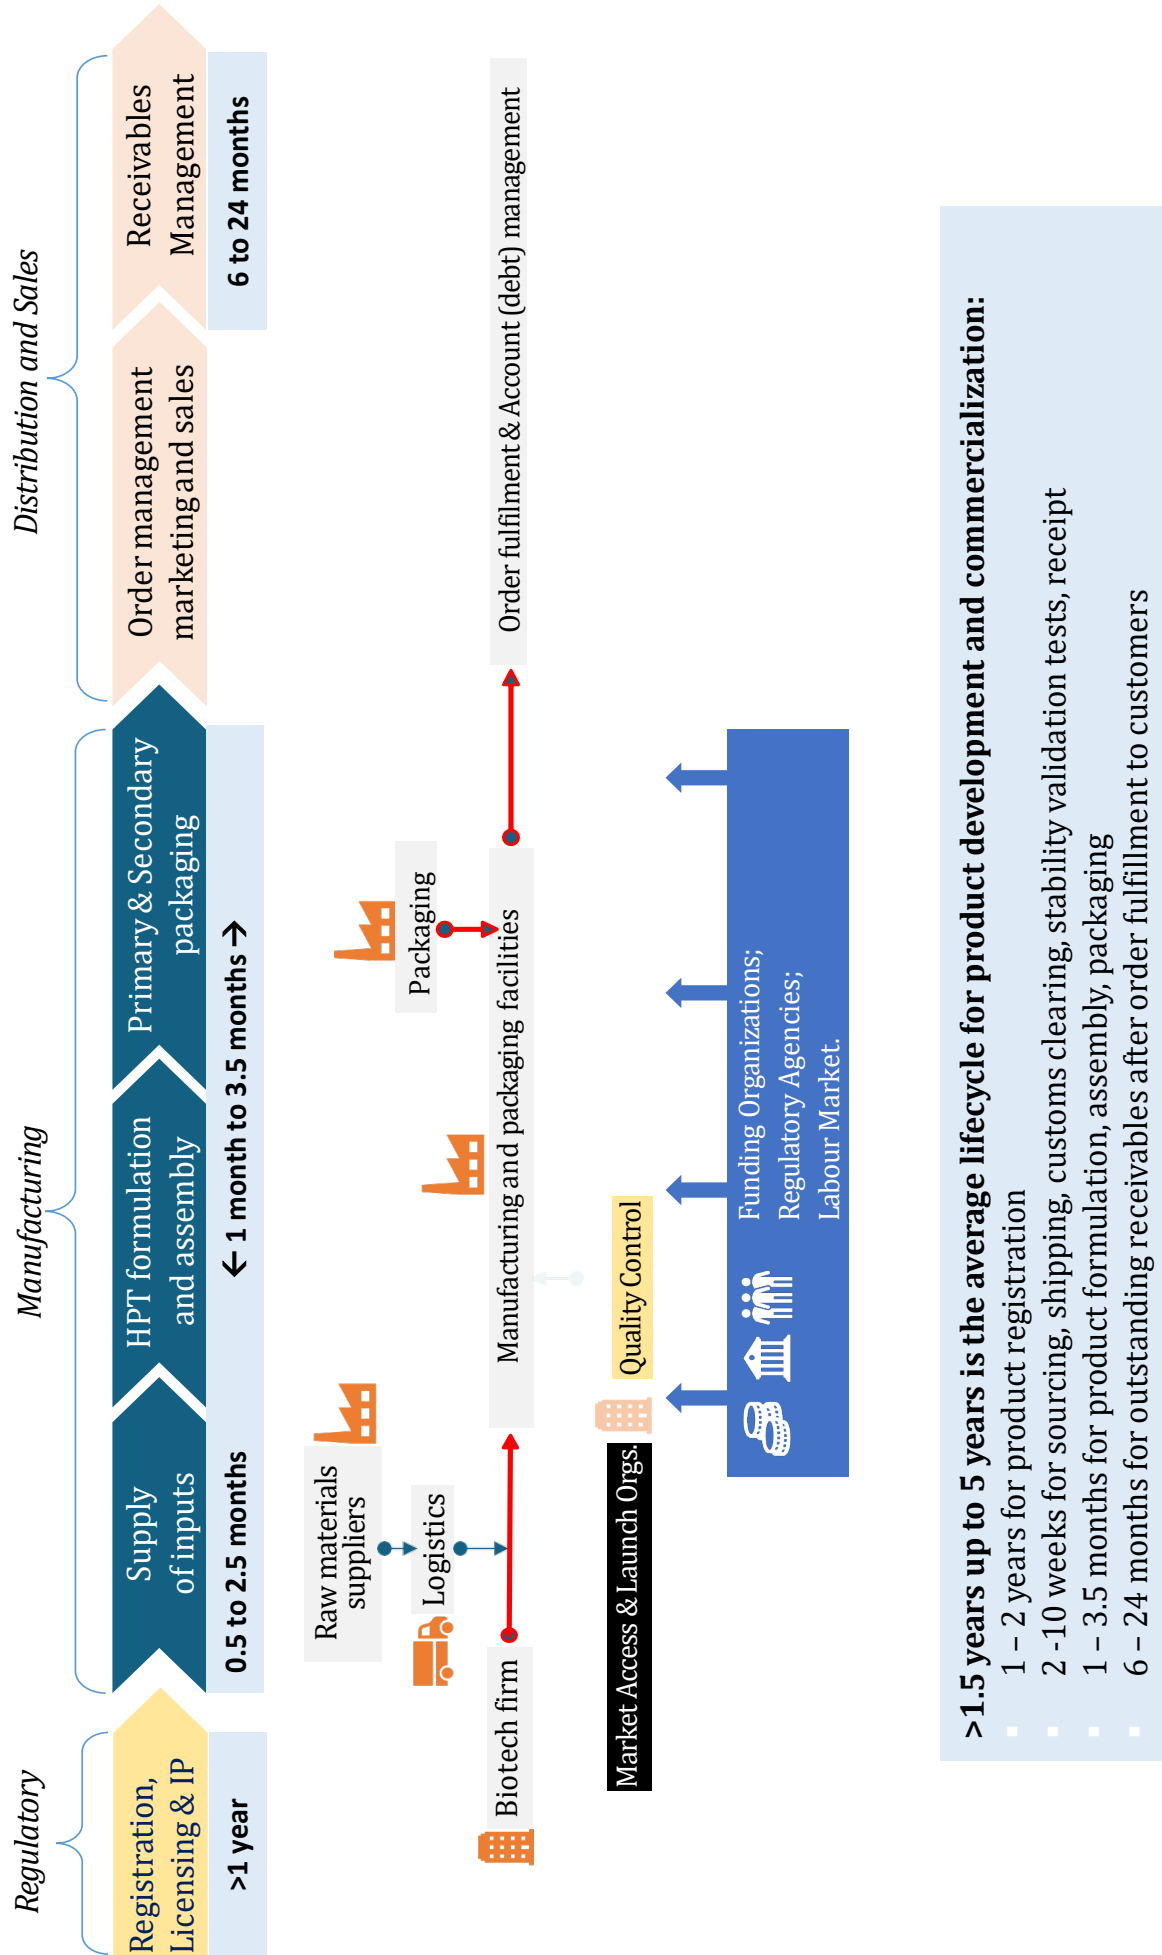 Regulatory
Manufacturing
Distribution and Sales
Registration,
Licensing & IP
Supply
of inputs
HPT formulation
and assembly
Primary & Secondary
packaging
Order management
marketing and sales
Receivables
Management
>1 year
0.5 to 2.5 months
← 1 month to 3.5 months →
6 to 24 months
Raw materials
suppliers
Logistics
Packaging
Biotech firm
Manufacturing and packaging facilities
Order fulfilment & Account (debt) management
Market Access & Launch Orgs.
Quality Control
Funding Organizations;
Regulatory Agencies;
Labour Market.
>1.5 years up to 5 years is the average lifecycle for product development and commercialization:
▪ 1 – 2 years for product registration
▪ 2 -10 weeks for sourcing, shipping, customs clearing, stability validation tests, receipt
▪ 1 – 3.5 months for product formulation, assembly, packaging
▪ 6 – 24 months for outstanding receivables after order fulfillment to customers